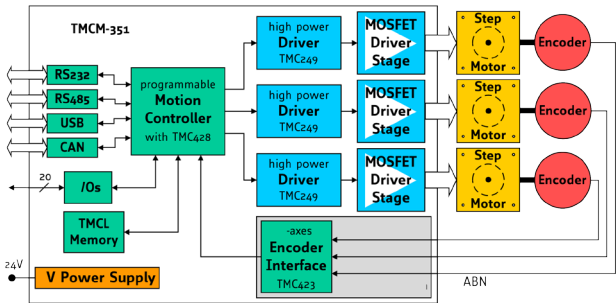 TMCM-351
high power
Driver
TMC249
MOSFET
Driver
Stage
Step
Motor
Encoder
RS232
RS485
USB
CAN
programmable
Motion
Controller
with TMC428
high power
Driver
TMC249
MOSFET
Driver
Stage
Step
Motor
Encoder
20
/Os
high power
Driver
TMC249
MOSFET
Driver
Stage
Step
Motor
Encoder
TMCL
Memory
-axes
Encoder
Interface
TMC423
24V
V Power Supply
ABN